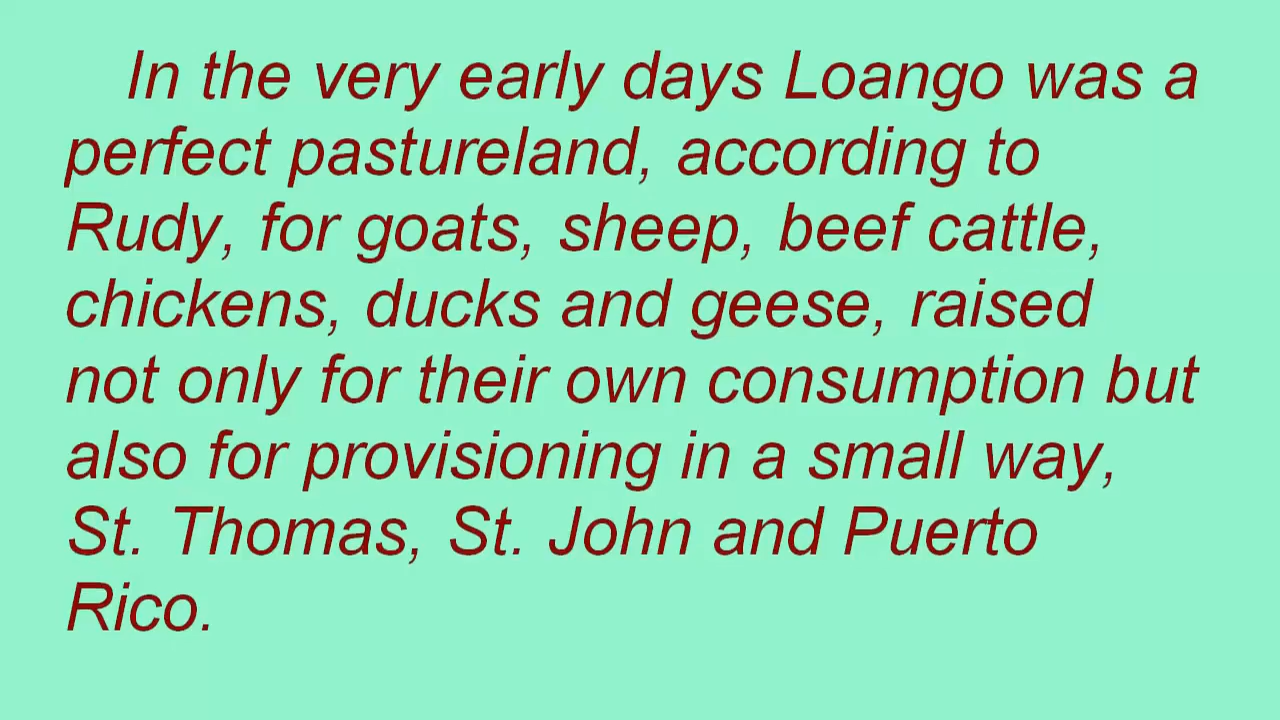 In the very early days Loango was a
perfect pastureland, according to
Rudy, for goats, sheep, beef cattle,
chickens, ducks and geese, raised
not only for their own consumption but
also for provisioning in a small way,
St. Thomas, St. John and Puerto
Rico.